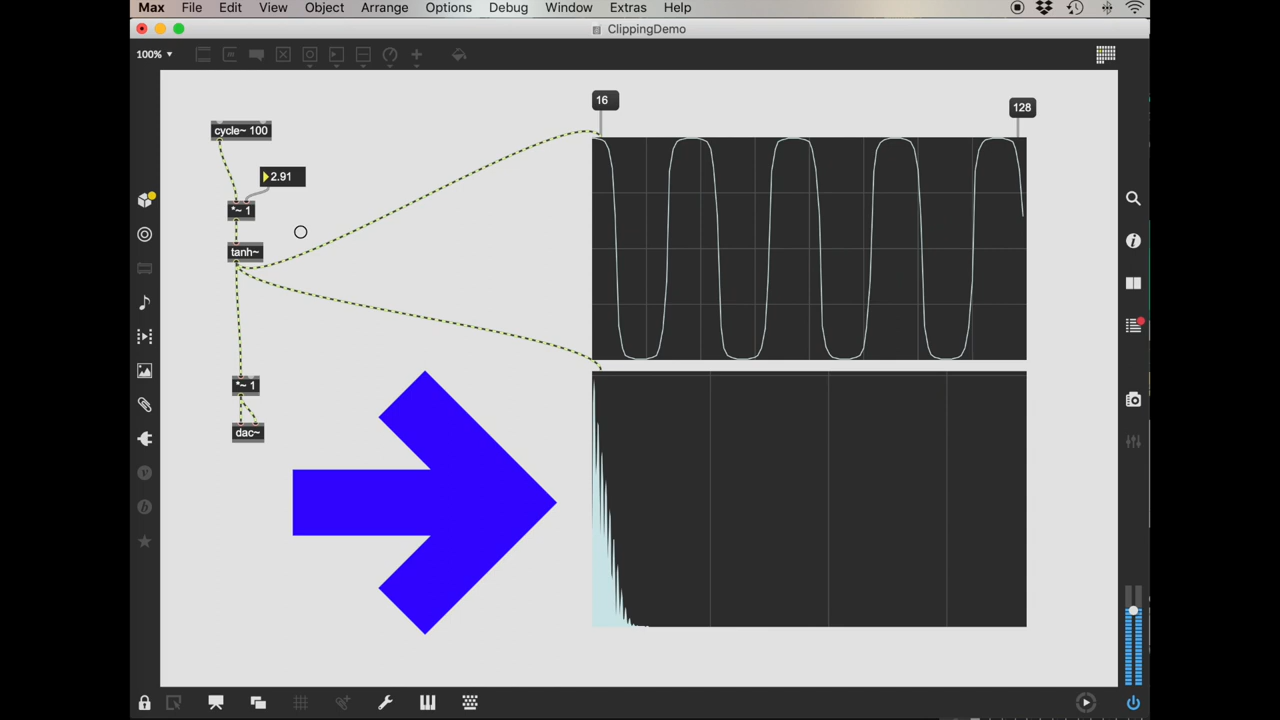 Max File Edit View Object Arrange Options Debug Window Extras Help
ClippingDemo
100%
16
128
cycle~ 100
2.91
*~ 1
tanh~
*~ 1
dac~